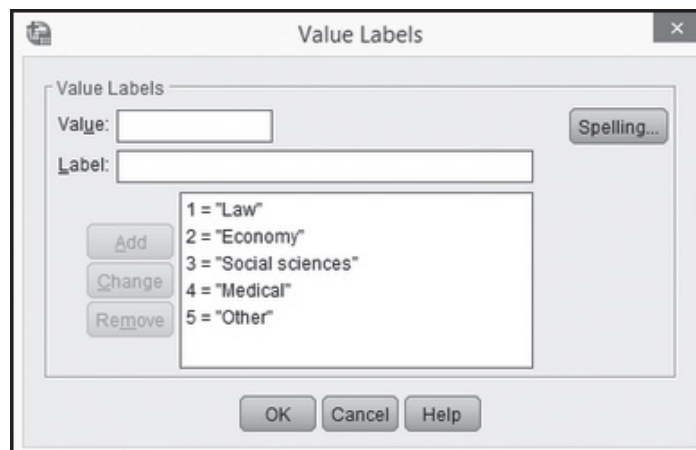 Value Labels
Value Labels
Value:
Spelling...
Label:
1 = "Law"
2 = "Economy"
3 = "Social sciences"
4 = "Medical"
5 = "Other"
Add
Change
Remove
OK Cancel Help